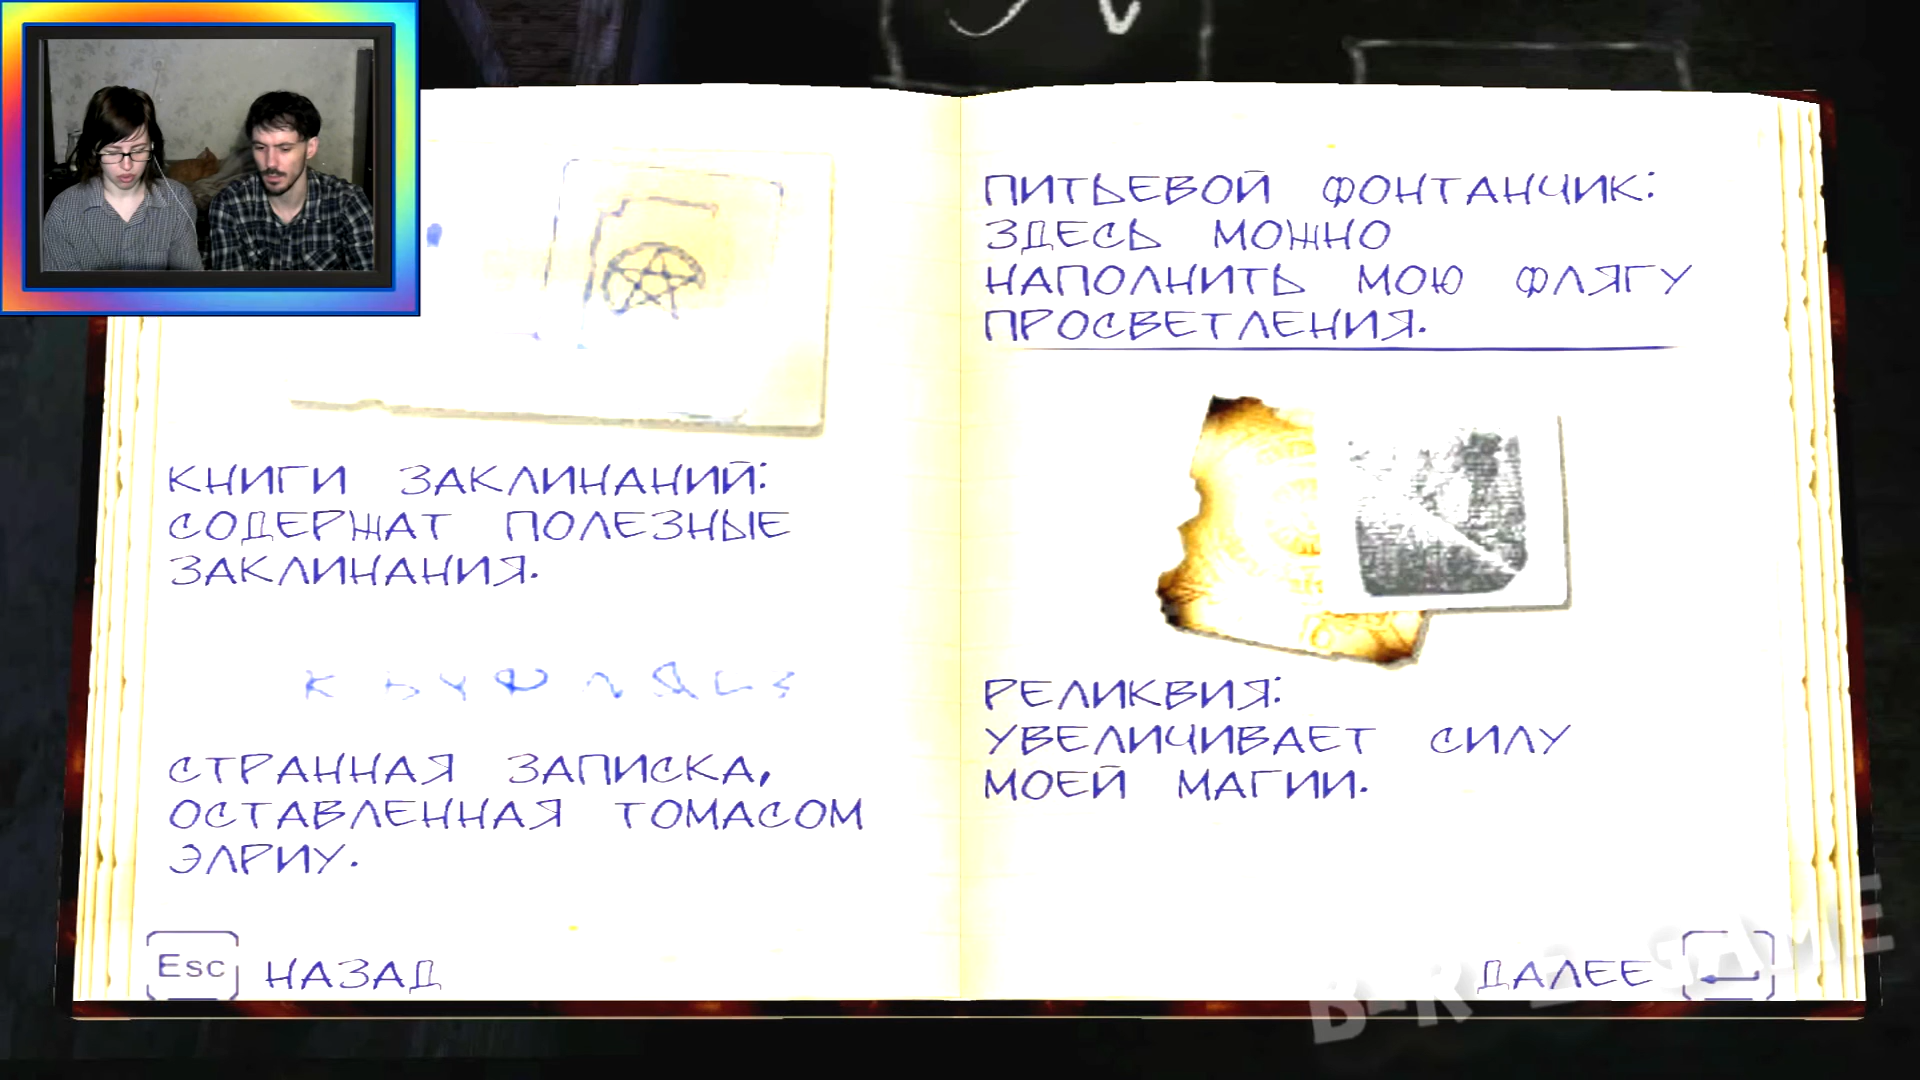 КНИГИ ЗАКЛИНАНИЙ:
СОДЕРЖАТ ПОЛЕЗНЫЕ
ЗАКЛИНАНИЯ.
СТРАННАЯ ЗАПИСКА,
ОСТАВЛЕННАЯ ТОМАСОМ
ЭЛРИУ.
Esc НАЗАД
ПИТЬЕВОЙ ФОНТАНЧИК:
ЗДЕСЬ МОЖНО
НАПОЛНИТЬ МОЮ ФЛЯГУ
ПРОСВЕТЛЕНИЯ.
РЕЛИКВИЯ:
УВЕЛИЧИВАЕТ СИЛУ
МОЕЙ МАГИИ.
ДАЛЕЕ